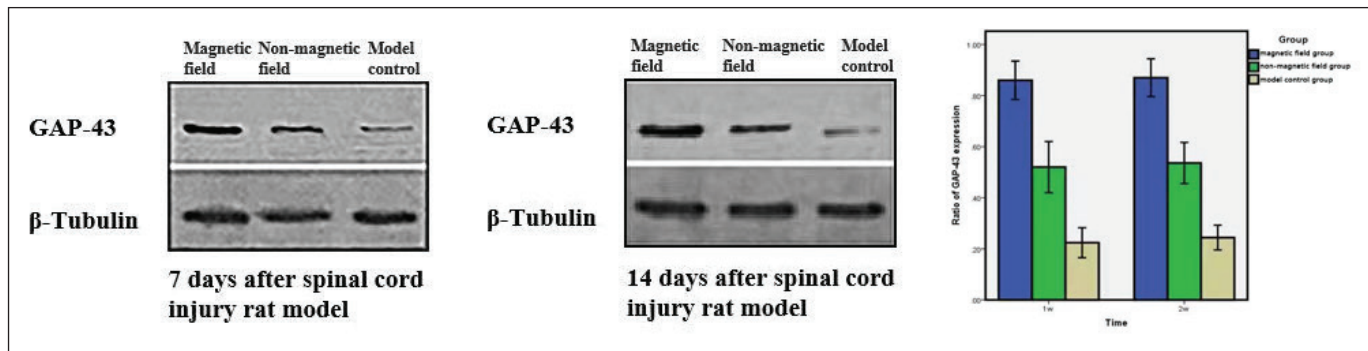 Magnetic field
Non-magnetic field
Model control
GAP-43
β-Tubulin
7 days after spinal cord
injury rat model
Magnetic field
Non-magnetic field
Model control
GAP-43
β-Tubulin
14 days after spinal cord
injury rat model
Ratio of GAP-43 expression
1.00
.80
.60
.40
.20
.00
1w
2w
Time
Group
magnetic field group
non-magnetic field group
model control group